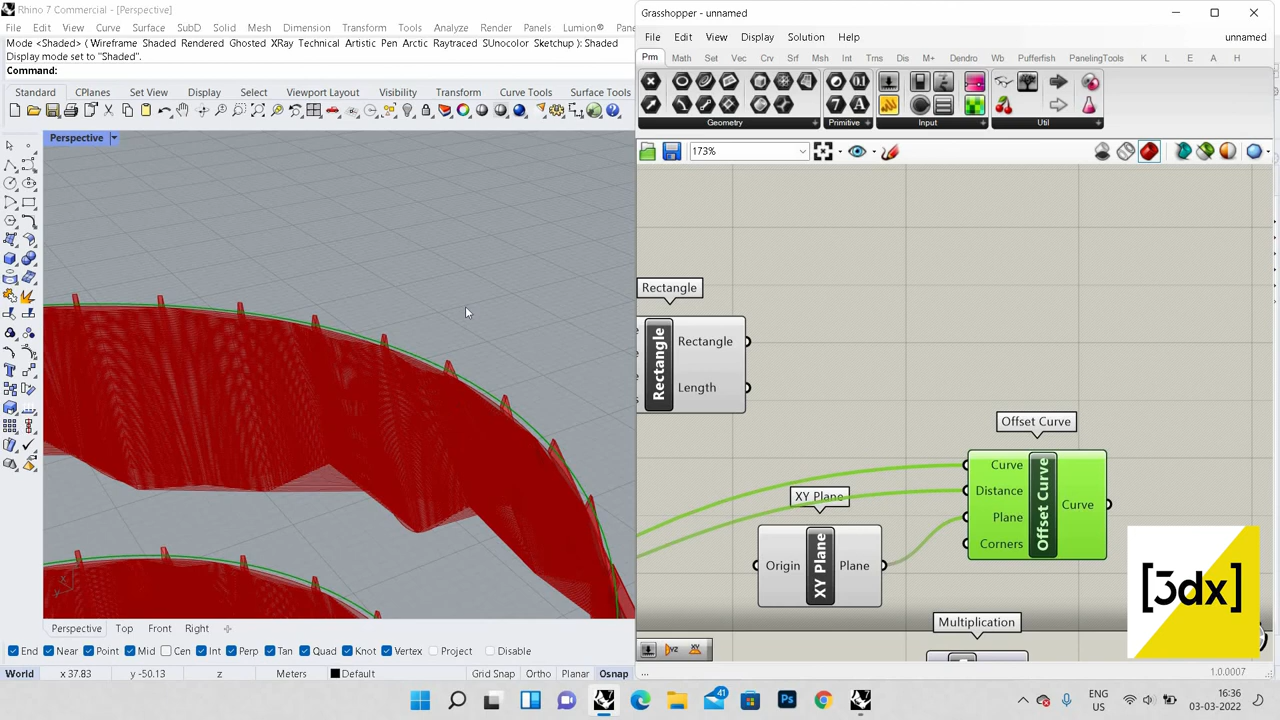 Rhino 7 Commercial - [Perspective]
File Edit View Curve Surface SubD Solid Mesh Dimension Transform Tools Analyze Render Panels Lumion®
Mode <Shaded> ( Wireframe Shaded Rendered Ghosted XRay Technical Artistic Pen Arctic Raytraced SUnocolor Sketchup ): Shaded
Display mode set to "Shaded".
Command:
Standard CPlanes Set View Display Select Viewport Layout Visibility Transform Curve Tools Surface Tools
Perspective
Perspective Top Front Right
End Near Point Mid Cen Int Perp Tan Quad Knot Vertex Project Disable
World x 37.83 y -50.13 z Meters Default Grid Snap Ortho Planar Osnap
Grasshopper - unnamed
File Edit View Display Solution Help unnamed
Prm Math Set Vec Crv Srf Msh Int Trns Dis M+ Dendro Wb Pufferfish PanelingTools K L E A H
Geometry Primitive Input Util
173%
Rectangle
Rectangle
Rectangle
Length
Offset Curve
Curve
Distance
Plane
Corners
Offset Curve
Curve
XY Plane
Origin
XY Plane
Plane
Multiplication
[3dx]
...
1.0.0007
41
ENG
US
16:36
03-03-2022